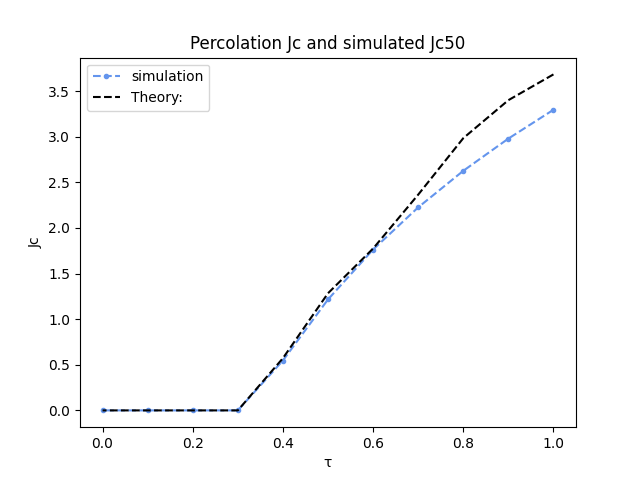 Percolation Jc and simulated Jc50
simulation
Theory:
Jc
3.5
3.0
2.5
2.0
1.5
1.0
0.5
0.0
0.0 0.2 0.4 0.6 0.8 1.0
τ